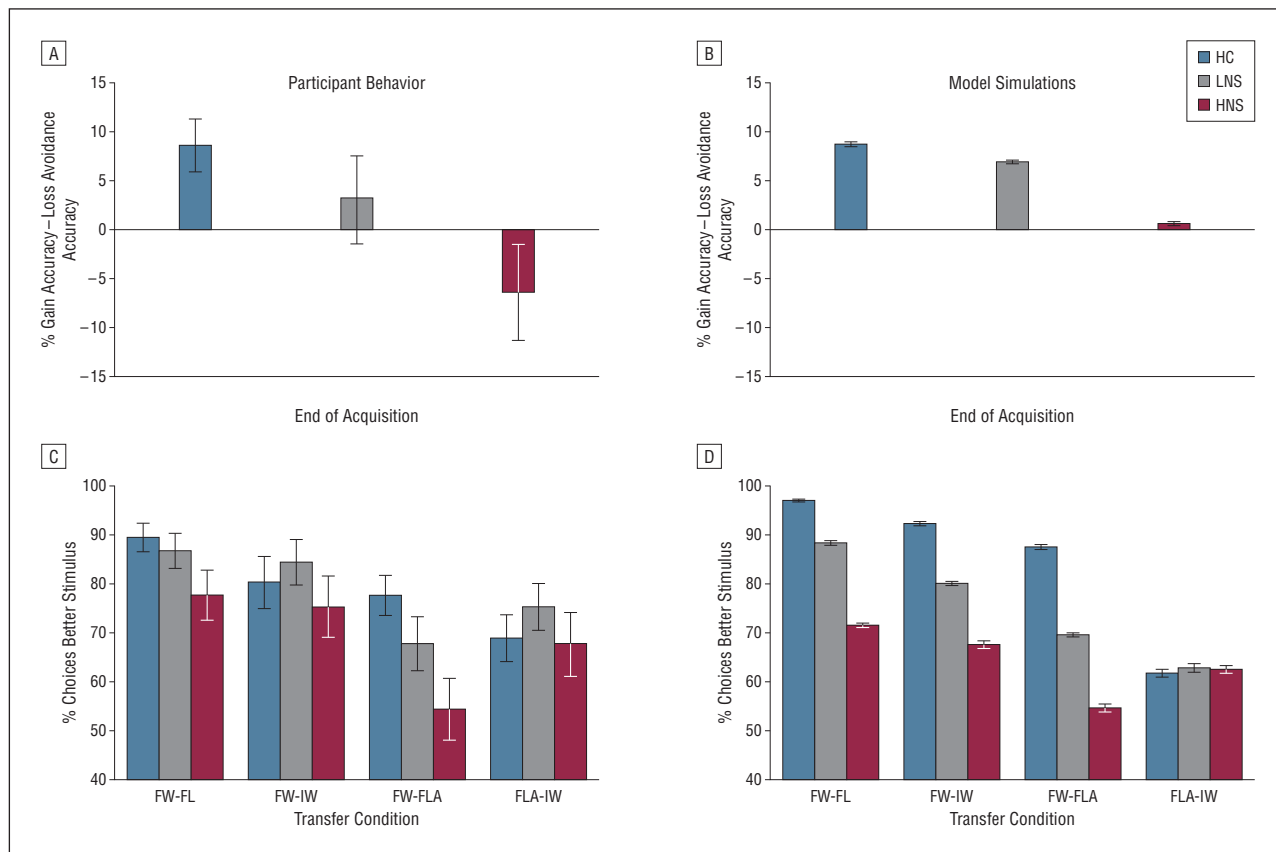 A
Participant Behavior
15
10
5
0
−5
−10
−15
% Gain Accuracy – Loss Avoidance
Accuracy
End of Acquisition
B
Model Simulations
HC
LNS
HNS
15
10
5
0
−5
−10
−15
% Gain Accuracy – Loss Avoidance
Accuracy
End of Acquisition
C
100
90
80
70
60
50
40
% Choices Better Stimulus
FW-FL FW-IW FW-FLA FLA-IW
Transfer Condition
D
100
90
80
70
60
50
40
% Choices Better Stimulus
FW-FL FW-IW FW-FLA FLA-IW
Transfer Condition